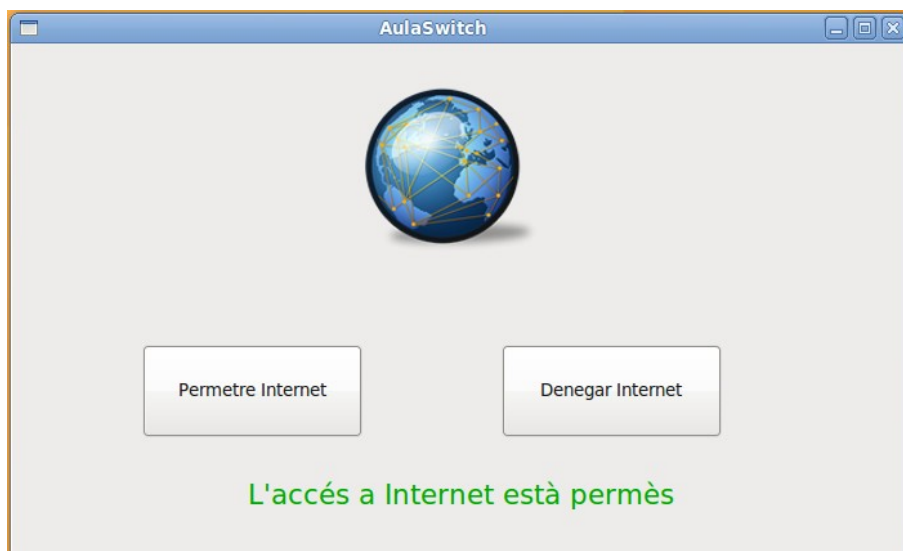 AulaSwitch
Permetre Internet
Denegar Internet
L'accés a Internet està permès